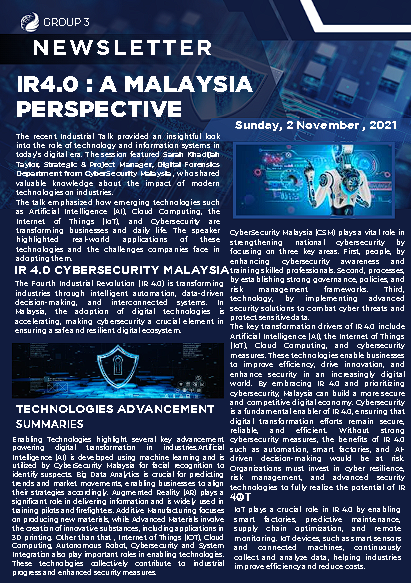 GROUP 3
NEWSLETTER
IR4.0 : A MALAYSIA
PERSPECTIVE
Sunday, 2 November , 2021
The recent Industrial Talk provided an insightful look
into the role of technology and information systems in
today's digital era. The session featured Sarah Khadijah
Taylor, Strategic & Project Manager, Digital Forensics
Department from CyberSecurity Malaysia, who shared
valuable knowledge about the impact of modern
technologies on industries.
The talk emphasized how emerging technologies such
as Artificial Intelligence (AI), Cloud Computing, the
Internet of Things (IoT), and Cybersecurity are
transforming businesses and daily life. The speaker
highlighted real-world applications of these
technologies and the challenges companies face in
adopting them.
IR 4.0 CYBERSECURITY MALAYSIA
The Fourth Industrial Revolution (IR 4.0) is transforming
industries through intelligent automation, data-driven
decision-making, and interconnected systems. In
Malaysia, the adoption of digital technologies is
accelerating, making cybersecurity a crucial element in
ensuring a safe and resilient digital ecosystem.
TECHNOLOGIES ADVANCEMENT
SUMMARIES
Enabling Technologies highlight several key advancement
powering digital transformation in industries.Artificial
Intelligence (AI) is developed using machine learning and is
utilized by CyberSecurity Malaysia for facial recognition to
identify suspects. Big Data Analytics is crucial for predicting
trends and market movements, enabling businesses to align
their strategies accordingly. Augmented Reality (AR) plays a
significant role in delivering information and is widely used in
training pilots and firefighters. Additive Manufacturing focuses
on producing new materials, while Advanced Materials involve
the creation of innovative substances, including applications in
3D printing. Other than that , Internet of Things (IOT), Cloud
Computing, Autonomous Robot, Cybersecurity and System
Integration also play important roles in enabling technologies.
These technologies collectively contribute to industrial
progress and enhanced security measures.
CyberSecurity Malaysia (CSM) plays a vital role in
strengthening national cybersecurity by
focusing on three key areas. First, people, by
enhancing cybersecurity awareness and
training skilled professionals. Second, processes,
by establishing strong governance, policies, and
risk management frameworks. Third,
technology, by implementing advanced
security solutions to combat cyber threats and
protect sensitive data.
The key transformation drivers of IR 4.0 include
Artificial Intelligence (AI), the Internet of Things
(IoT), Cloud Computing, and cybersecurity
measures. These technologies enable businesses
to improve efficiency, drive innovation, and
enhance security in an increasingly digital
world. By embracing IR 4.0 and prioritizing
cybersecurity, Malaysia can build a more secure
and competitive digital economy. Cybersecurity
is a fundamental enabler of IR 4.0, ensuring that
digital transformation efforts remain secure,
reliable, and efficient. Without strong
cybersecurity measures, the benefits of IR 4.0
such as automation, smart factories, and AI-
driven decision-making would be at risk.
Organizations must invest in cyber resilience,
risk management, and advanced security
technologies to fully realize the potential of IR
IOT
IoT plays a crucial role in IR 4.0 by enabling
smart factories, predictive maintenance,
supply chain optimization, and remote
monitoring. IoT devices, such as smart sensors
and connected machines, continuously
collect and analyze data, helping industries
improve efficiency and reduce costs.